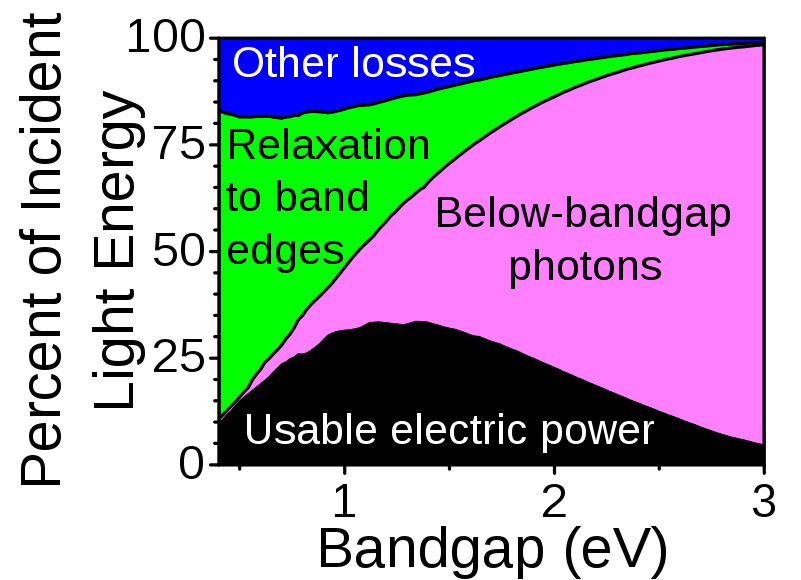 Percent of Incident
Light Energy
100
75
50
25
0
Other losses
Relaxation
to band
edges
Below-bandgap
photons
Usable electric power
1
2
3
Bandgap (eV)